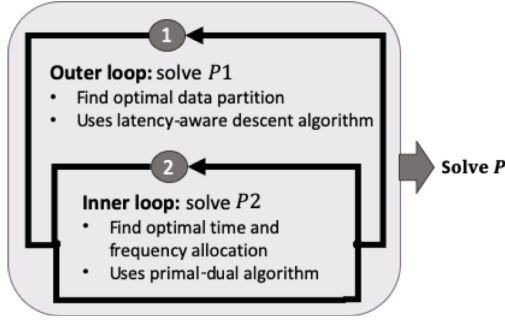 1
Outer loop: solve P1
• Find optimal data partition
• Uses latency-aware descent algorithm
2
Inner loop: solve P2
• Find optimal time and
frequency allocation
• Uses primal-dual algorithm
Solve P